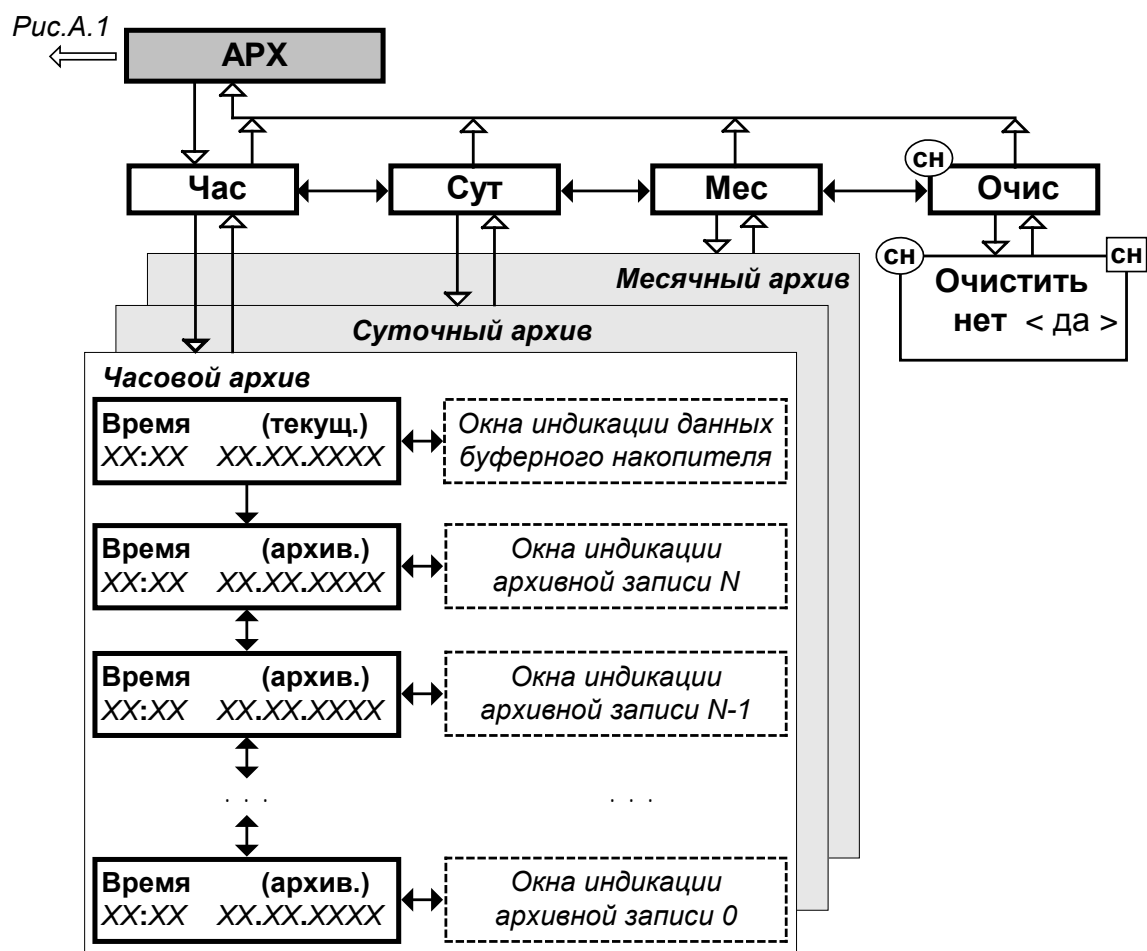 Рис.А.1
АРХ
Час
Сут
Мес
сн
Очис
сн
сн
Очистить
нет < да >
Месячный архив
Суточный архив
Часовой архив
Время (текущ.)
XX:XX XX.XX.XXXX
Окна индикации данных
буферного накопителя
Время (архив.)
XX:XX XX.XX.XXXX
Окна индикации
архивной записи N
Время (архив.)
XX:XX XX.XX.XXXX
Окна индикации
архивной записи N-1
. . .
. . .
Время (архив.)
XX:XX XX.XX.XXXX
Окна индикации
архивной записи 0